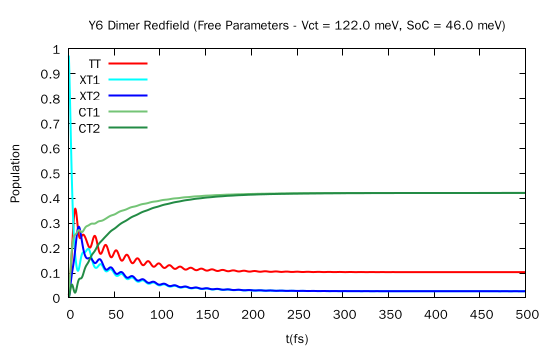 Y6 Dimer Redfield (Free Parameters - Vct = 122.0 meV, SoC = 46.0 meV)
1
0.9
0.8
0.7
0.6
0.5
0.4
0.3
0.2
0.1
0
Population
TT
XT1
XT2
CT1
CT2
0 50 100 150 200 250 300 350 400 450 500
t(fs)